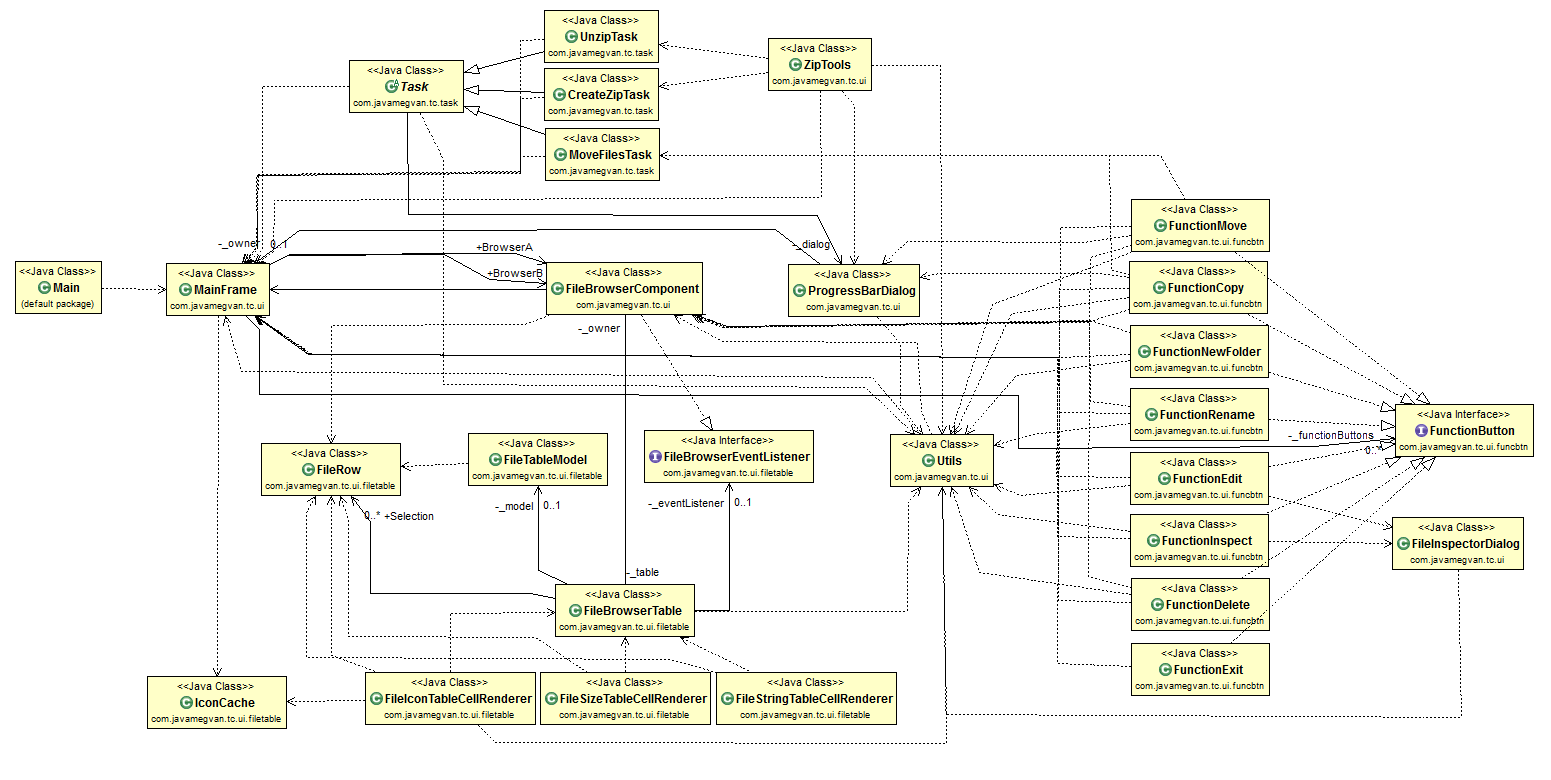 <<Java Class>>
UnzipTask
com.javamegvan.tc.task
<<Java Class>>
ZipTools
com.javamegvan.tc.ui
<<Java Class>>
Task
com.javamegvan.tc.task
<<Java Class>>
CreateZipTask
com.javamegvan.tc.task
<<Java Class>>
MoveFilesTask
com.javamegvan.tc.task
<<Java Class>>
FunctionMove
com.javamegvan.tc.ui.funcbtn
-_owner 0..1
+BrowserA
-_dialog
<<Java Class>>
Main
(default package)
<<Java Class>>
MainFrame
com.javamegvan.tc.ui
+BrowserB
<<Java Class>>
FileBrowserComponent
com.javamegvan.tc.ui
<<Java Class>>
ProgressBarDialog
com.javamegvan.tc.ui
<<Java Class>>
FunctionCopy
com.javamegvan.tc.ui.funcbtn
-_owner
<<Java Class>>
FunctionNewFolder
com.javamegvan.tc.ui.funcbtn
<<Java Class>>
FunctionRename
com.javamegvan.tc.ui.funcbtn
<<Java Interface>>
FunctionButton
com.javamegvan.tc.ui.funcbtn
-_functionButtons
0..*
<<Java Class>>
FileRow
com.javamegvan.tc.ui.filetable
<<Java Class>>
FileTableModel
com.javamegvan.tc.ui.filetable
<<Java Interface>>
FileBrowserEventListener
com.javamegvan.tc.ui.filetable
<<Java Class>>
Utils
com.javamegvan.tc.ui
<<Java Class>>
FunctionEdit
com.javamegvan.tc.ui.funcbtn
0..* +Selection
-_model 0..1
-_eventListener 0..1
<<Java Class>>
FunctionInspect
com.javamegvan.tc.ui.funcbtn
<<Java Class>>
FileInspectorDialog
com.javamegvan.tc.ui
-_table
<<Java Class>>
FileBrowserTable
com.javamegvan.tc.ui.filetable
<<Java Class>>
FunctionDelete
com.javamegvan.tc.ui.funcbtn
<<Java Class>>
FunctionExit
com.javamegvan.tc.ui.funcbtn
<<Java Class>>
IconCache
com.javamegvan.tc.ui.filetable
<<Java Class>>
FileIconTableCellRenderer
com.javamegvan.tc.ui.filetable
<<Java Class>>
FileSizeTableCellRenderer
com.javamegvan.tc.ui.filetable
<<Java Class>>
FileStringTableCellRenderer
com.javamegvan.tc.ui.filetable